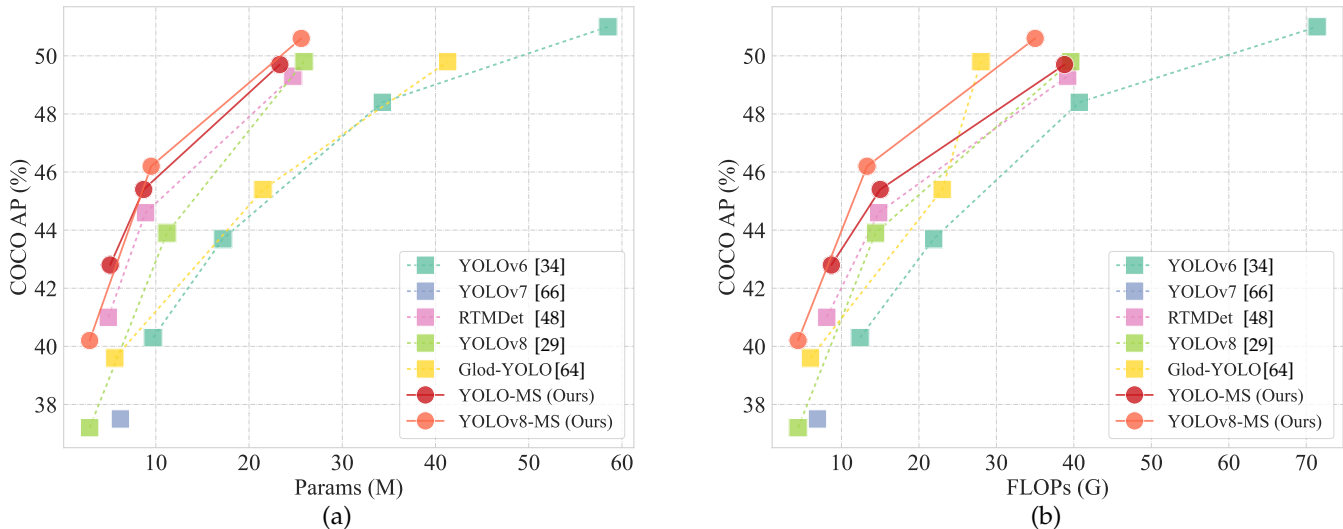 COCO AP (%)
50
48
46
44
42
40
38
YOLOv6 [34]
YOLOv7 [66]
RTMDet [48]
YOLOv8 [29]
Glod-YOLO[64]
YOLO-MS (Ours)
YOLOv8-MS (Ours)
10 20 30 40 50 60
Params (M)
(a)
COCO AP (%)
50
48
46
44
42
40
38
YOLOv6 [34]
YOLOv7 [66]
RTMDet [48]
YOLOv8 [29]
Glod-YOLO[64]
YOLO-MS (Ours)
YOLOv8-MS (Ours)
10 20 30 40 50 60 70
FLOPs (G)
(b)